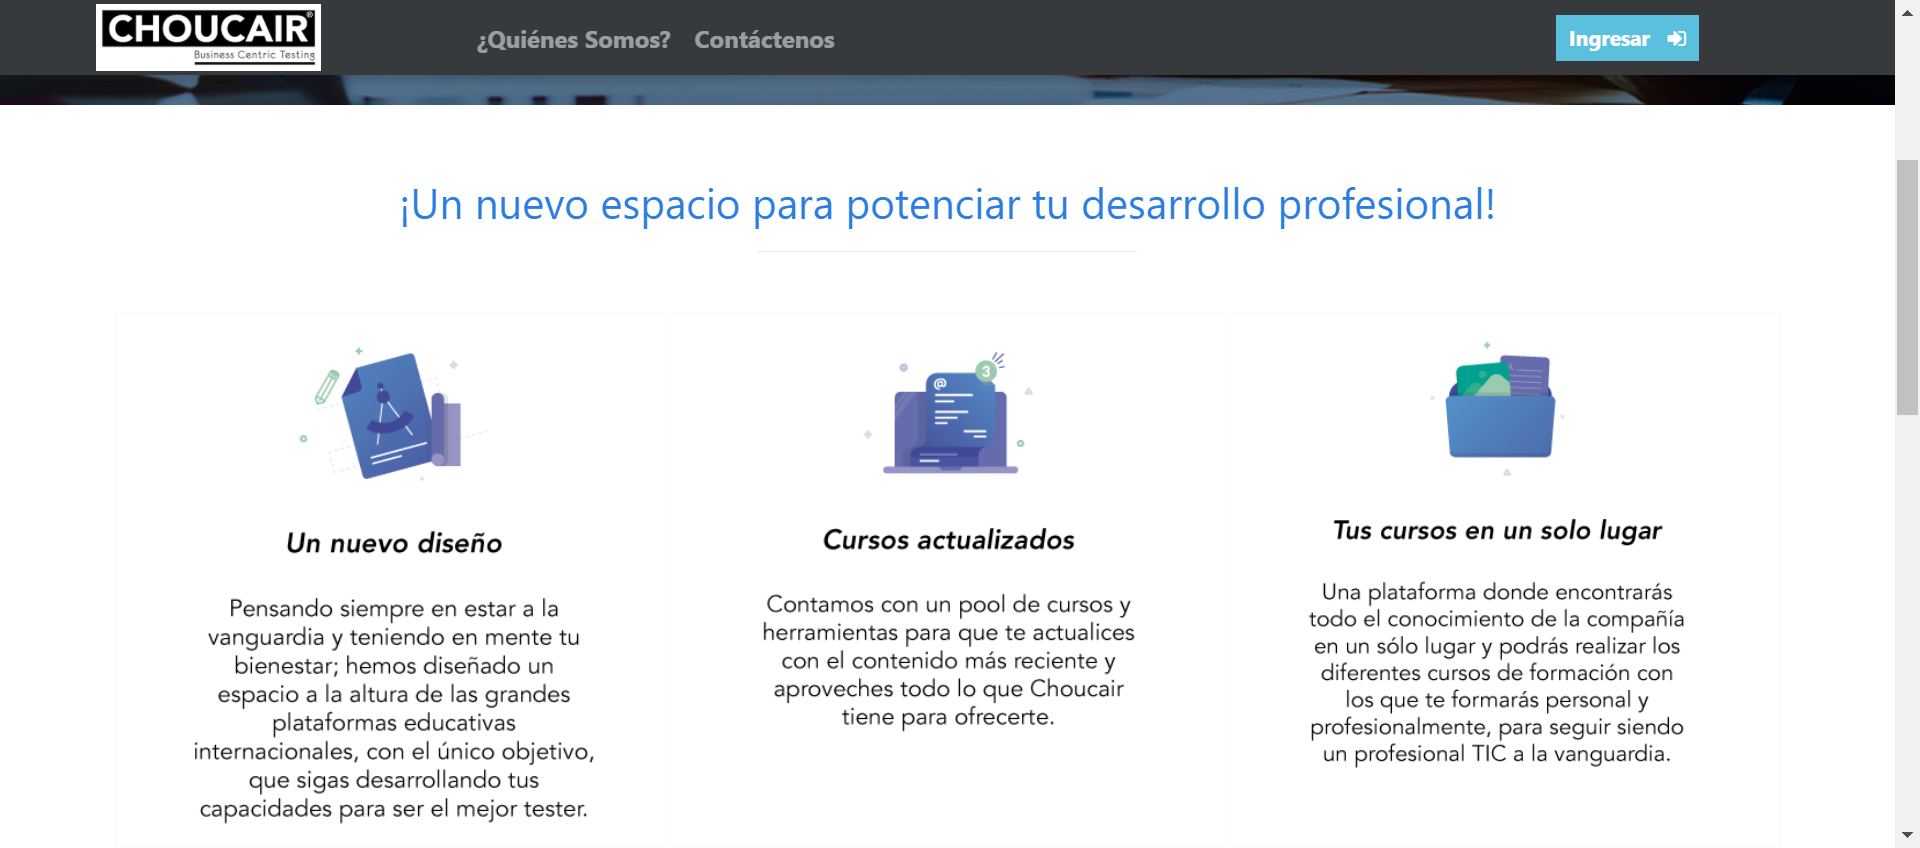 CHOUCAIR®
Business Centric Testing
¿Quiénes Somos? Contáctenos
Ingresar
¡Un nuevo espacio para potenciar tu desarrollo profesional!
Un nuevo diseño
Pensando siempre en estar a la
vanguardia y teniendo en mente tu
bienestar; hemos diseñado un
espacio a la altura de las grandes
plataformas educativas
internacionales, con el único objetivo,
que sigas desarrollando tus
capacidades para ser el mejor tester.
@
3
Cursos actualizados
Contamos con un pool de cursos y
herramientas para que te actualices
con el contenido más reciente y
aproveches todo lo que Choucair
tiene para ofrecerte.
Tus cursos en un solo lugar
Una plataforma donde encontrarás
todo el conocimiento de la compañía
en un sólo lugar y podrás realizar los
diferentes cursos de formación con
los que te formarás personal y
profesionalmente, para seguir siendo
un profesional TIC a la vanguardia.